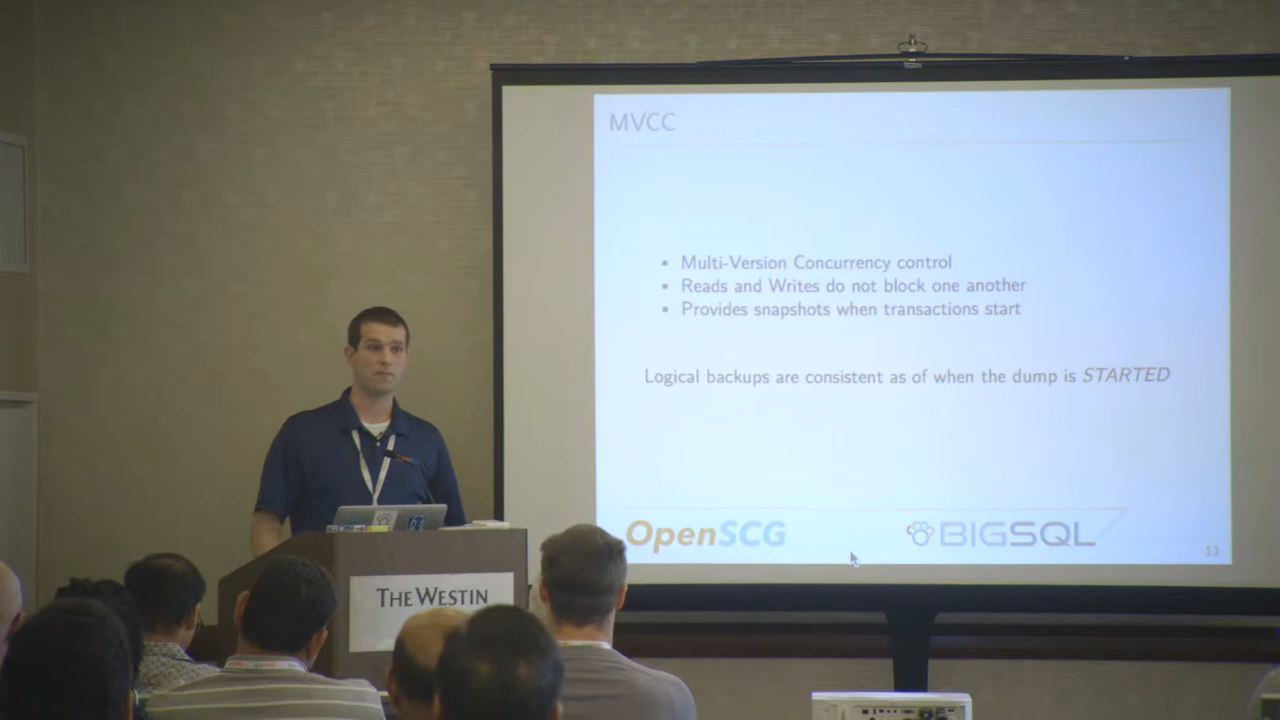 MVCC
Multi-Version Concurrency control
Reads and Writes do not block one another
Provides snapshots when transactions start
Logical backups are consistent as of when the dump is STARTED
OpenSCG
BIGSQL
11
THE WESTIN